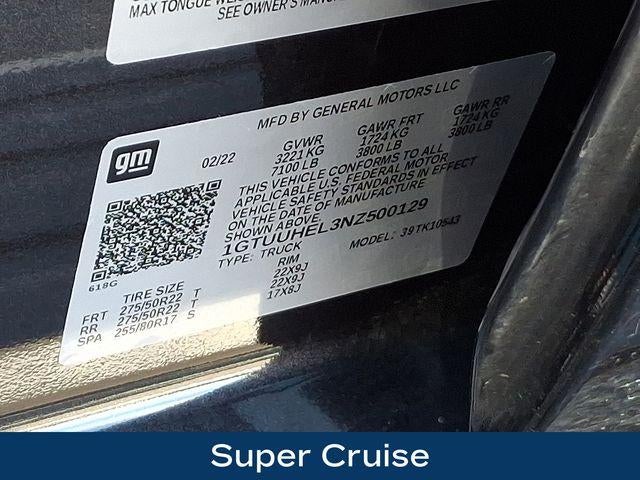 MAX TONGUE WE
SEE OWNER'S MANU
gm
MFD BY GENERAL MOTORS LLC
02/22
GVWR GAWR FRT GAWR RR
3221 KG 1724 KG 1724 KG
7100 LB 3800 LB 3800 LB
THIS VEHICLE CONFORMS TO ALL
APPLICABLE U.S. FEDERAL MOTOR
VEHICLE SAFETY STANDARDS IN EFFECT
ON THE DATE OF MANUFACTURE
SHOWN ABOVE.
1GTUUHEL3NZ500129
TYPE: TRUCK MODEL: 39TK10543
618G
TIRE SIZE RIM
FRT 275/50R22 T 22X9J
RR 275/50R22 T 22X9J
SPA 255/80R17 S 17X8J
Super Cruise